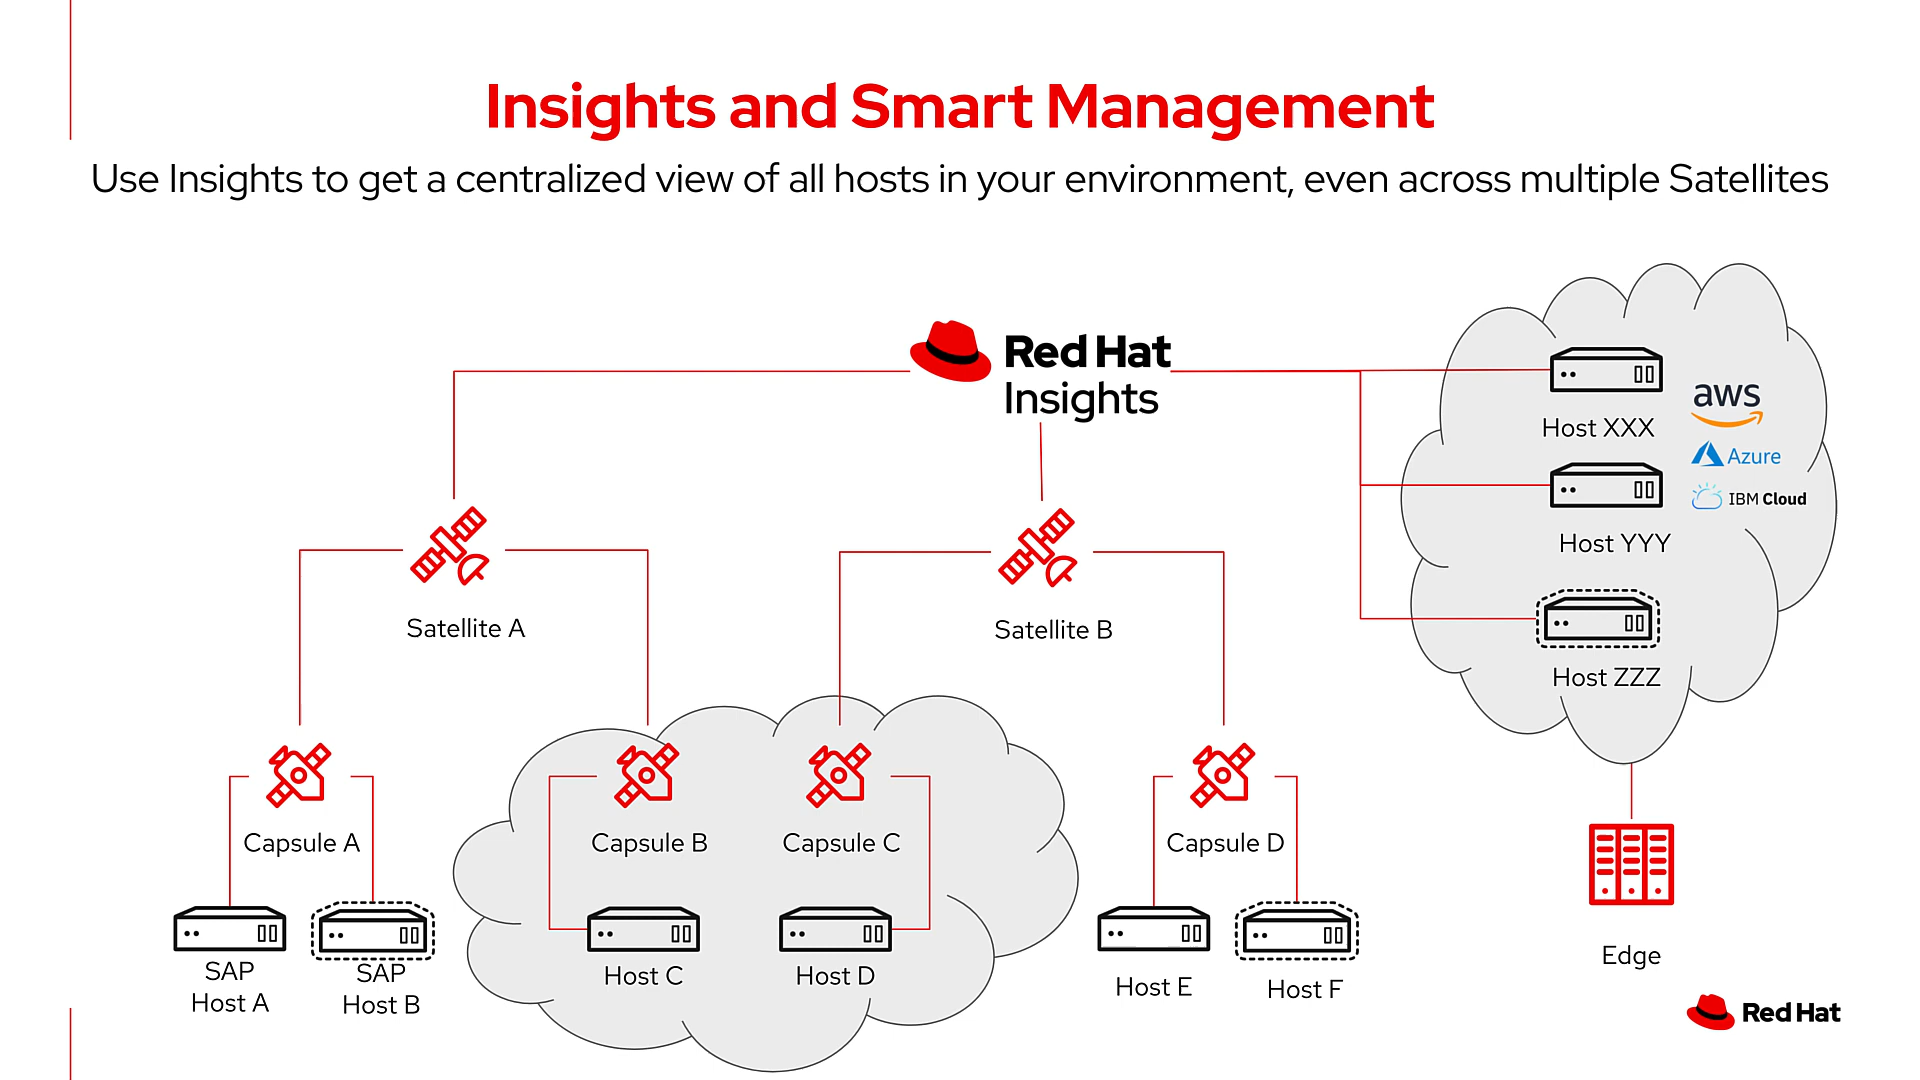 Insights and Smart Management
Use Insights to get a centralized view of all hosts in your environment, even across multiple Satellites
Red Hat
Insights
Host XXX
aws
Azure
IBM Cloud
Host YYY
Host ZZZ
Satellite A
Satellite B
Capsule A
Capsule B
Capsule C
Capsule D
SAP
Host A
SAP
Host B
Host C
Host D
Host E
Host F
Edge
Red Hat